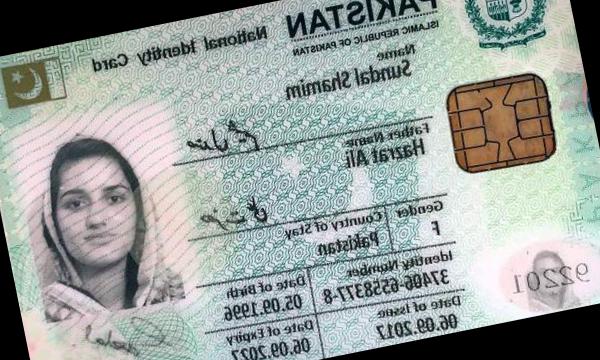 PAKISTAN
National Identity Card
ISLAMIC REPUBLIC OF PAKISTAN
Name
Sundal Shamim
Father Name
Hazrat Ali
Gender
Country of Stay
F
Pakistan
Identity Number
Date of Birth
37406-6558377-8
05.09.1996
Date of Issue
Date of Expiry
06.09.2017
06.09.2027
92201